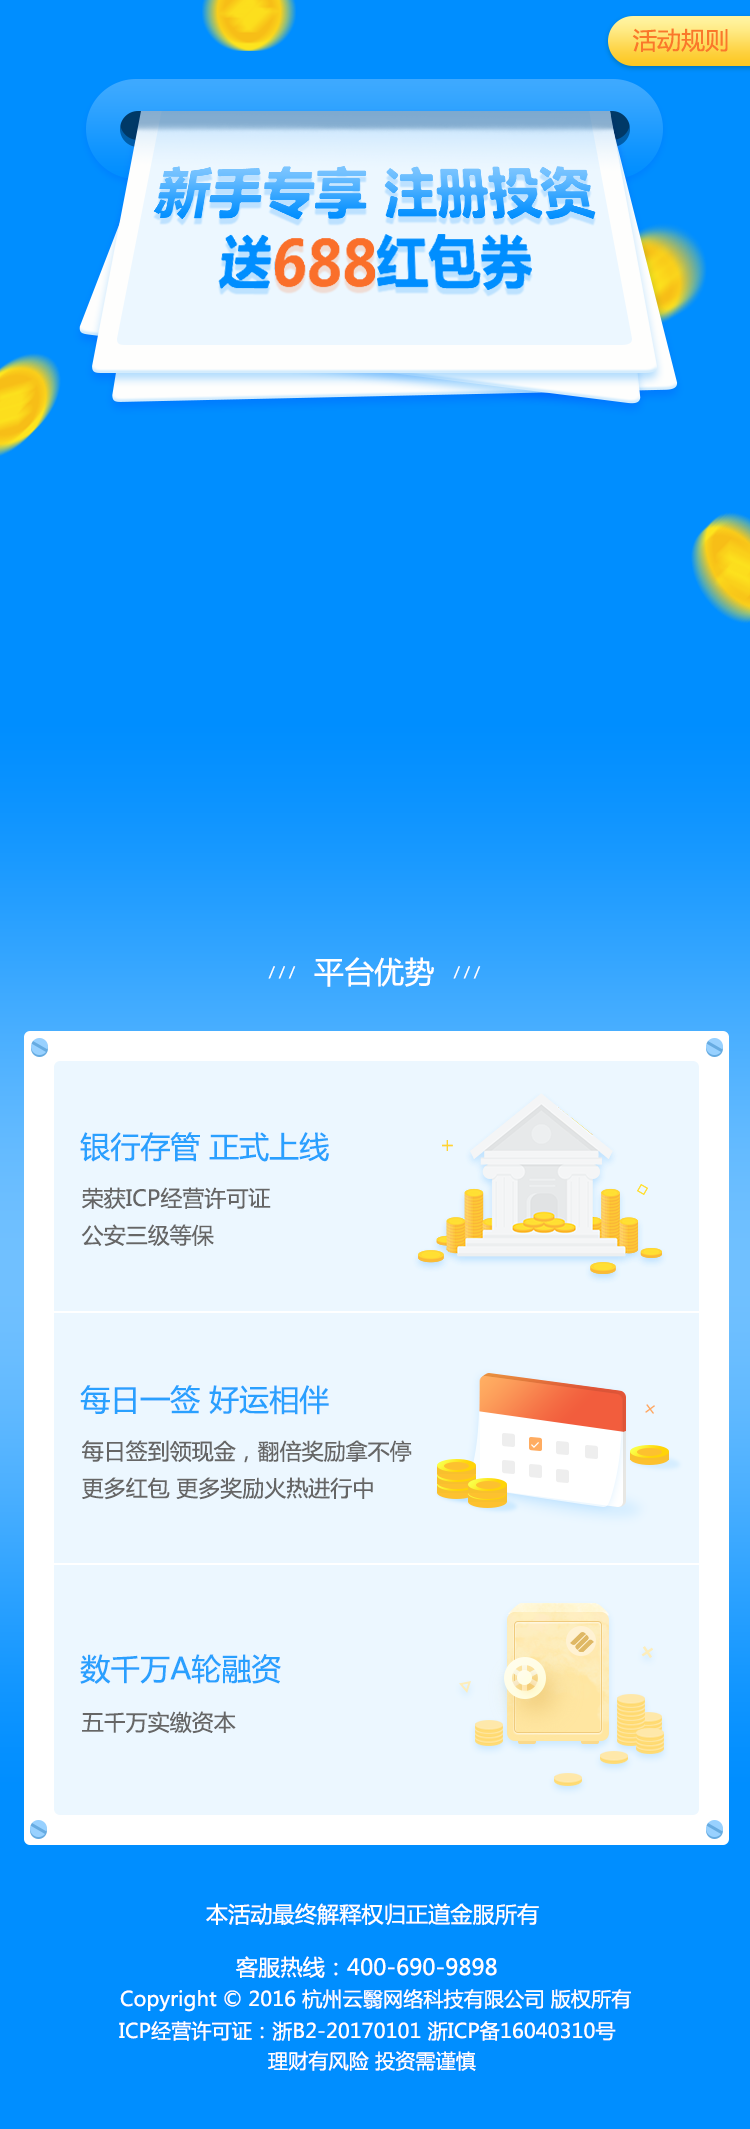 活动规则
新手专享 注册投资
送688红包券
/// 平台优势 ///
银行存管 正式上线
荣获ICP经营许可证
公安三级等保
每日一签 好运相伴
每日签到领现金，翻倍奖励拿不停
更多红包 更多奖励火热进行中
数千万A轮融资
五千万实缴资本
本活动最终解释权归正道金服所有
客服热线：400-690-9898
Copyright © 2016 杭州云翳网络科技有限公司 版权所有
ICP经营许可证：浙B2-20170101 浙ICP备16040310号
理财有风险 投资需谨慎